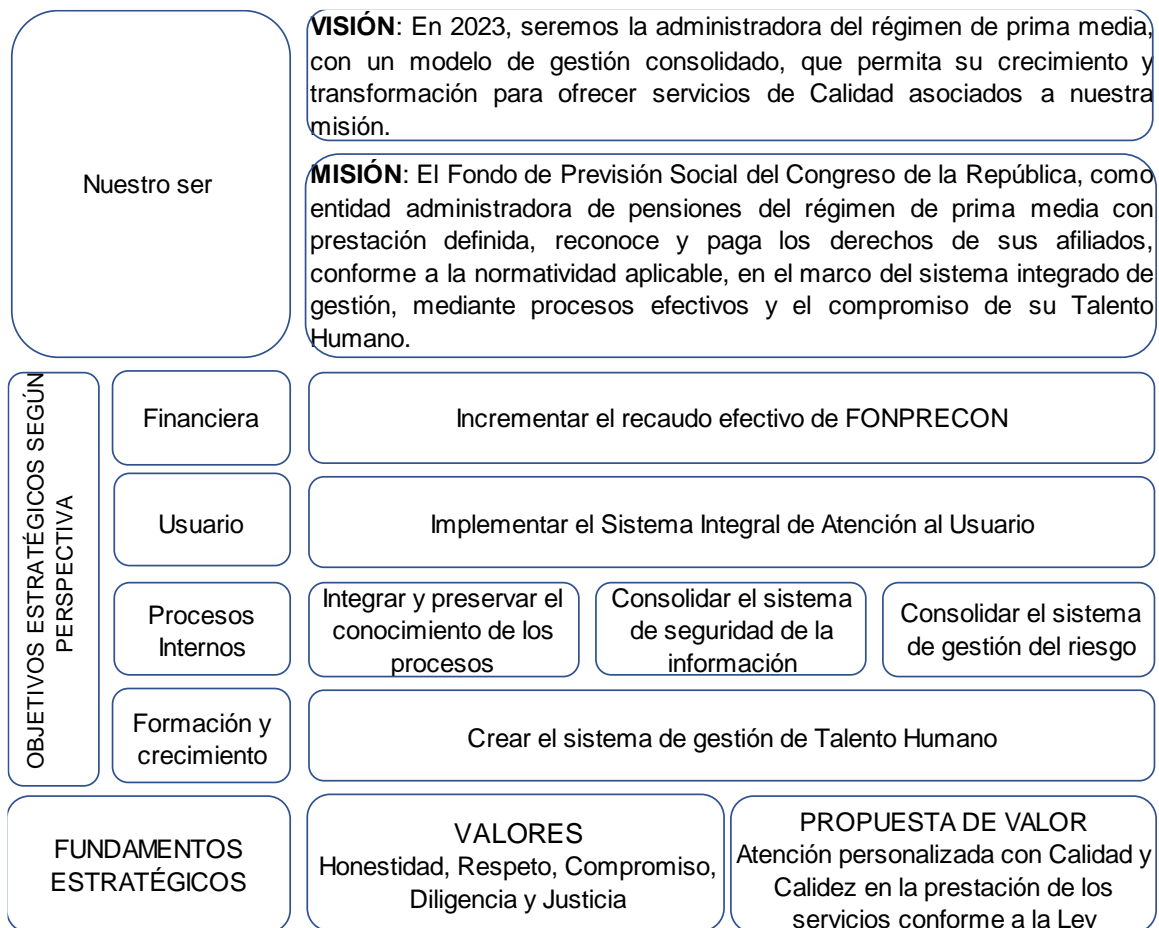 Nuestro ser
VISIÓN: En 2023, seremos la administradora del régimen de prima media,
con un modelo de gestión consolidado, que permita su crecimiento y
transformación para ofrecer servicios de Calidad asociados a nuestra
misión.
MISIÓN: El Fondo de Previsión Social del Congreso de la República, como
entidad administradora de pensiones del régimen de prima media con
prestación definida, reconoce y paga los derechos de sus afiliados,
conforme a la normatividad aplicable, en el marco del sistema integrado de
gestión, mediante procesos efectivos y el compromiso de su Talento
Humano.
OBJETIVOS ESTRATÉGICOS SEGÚN
PERSPECTIVA
Financiera
Incrementar el recaudo efectivo de FONPRECON
Usuario
Implementar el Sistema Integral de Atención al Usuario
Procesos
Internos
Integrar y preservar el
conocimiento de los
procesos
Consolidar el sistema
de seguridad de la
información
Consolidar el sistema
de gestión del riesgo
Formación y
crecimiento
Crear el sistema de gestión de Talento Humano
FUNDAMENTOS
ESTRATÉGICOS
VALORES
Honestidad, Respeto, Compromiso,
Diligencia y Justicia
PROPUESTA DE VALOR
Atención personalizada con Calidad y
Calidez en la prestación de los
servicios conforme a la Ley